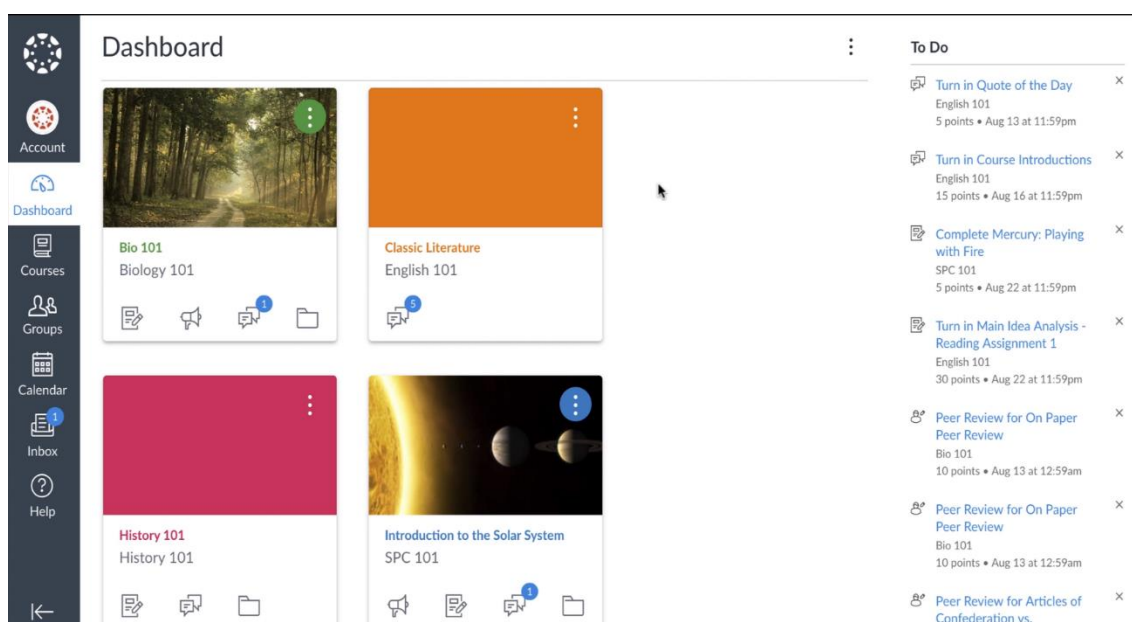 Dashboard
Account
Dashboard
Courses
Groups
Calendar
1
Inbox
Help
Bio 101
Biology 101
1
Classic Literature
English 101
5
History 101
History 101
Introduction to the Solar System
SPC 101
1
To Do
Turn in Quote of the Day
English 101
5 points • Aug 13 at 11:59pm
Turn in Course Introductions
English 101
15 points • Aug 16 at 11:59pm
Complete Mercury: Playing
with Fire
SPC 101
5 points • Aug 22 at 11:59pm
Turn in Main Idea Analysis -
Reading Assignment 1
English 101
30 points • Aug 22 at 11:59pm
Peer Review for On Paper
Peer Review
Bio 101
10 points • Aug 13 at 12:59am
Peer Review for On Paper
Peer Review
Bio 101
10 points • Aug 13 at 12:59am
Peer Review for Articles of
Confederation vs.